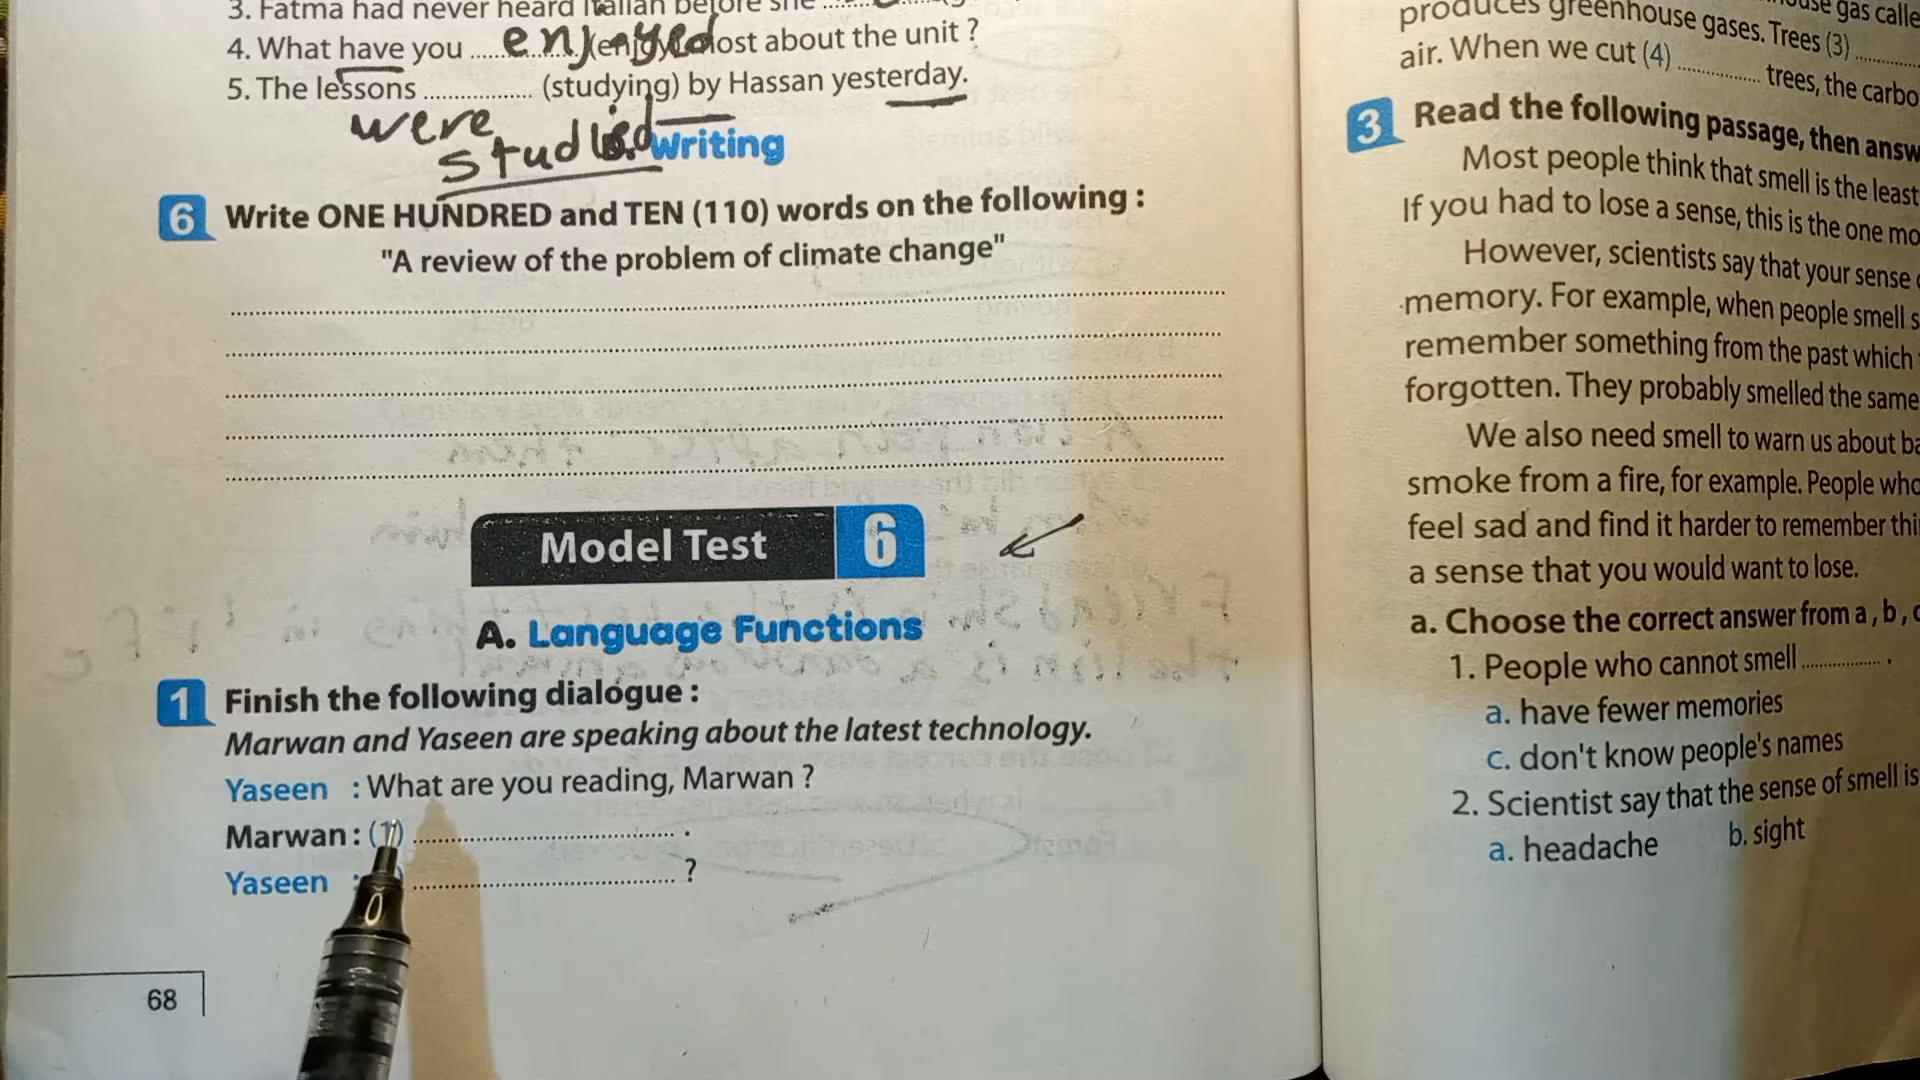 3. Fatma had never heard Italian before she
4. What have you .......... enjoyed (enjoy) most about the unit ?
5. The lessons .......... (studying) by Hassan yesterday.
were studied
Writing
6 Write ONE HUNDRED and TEN (110) words on the following :
"A review of the problem of climate change"
Model Test 6
A. Language Functions
1 Finish the following dialogue :
Marwan and Yaseen are speaking about the latest technology.
Yaseen : What are you reading, Marwan ?
Marwan : (1) .......... .
Yaseen : .......... ?
68
gas
produces greenhouse gases. Trees (3) ..........
air. When we cut (4) .......... trees, the
3 Read the following passage, then
Most people think that smell is the least
If you had to lose a sense, this is the one
However, scientists say that your sense
memory. For example, when people smell
remember something from the past which
forgotten. They probably smelled the same
We also need smell to warn us about
smoke from a fire, for example. People
feel sad and find it harder to remember
a sense that you would want to lose.
a. Choose the correct answer from a , b ,
1. People who cannot smell .......... .
a. have fewer memories
c. don't know people's names
2. Scientist say that the sense of smell is
a. headache b. sight